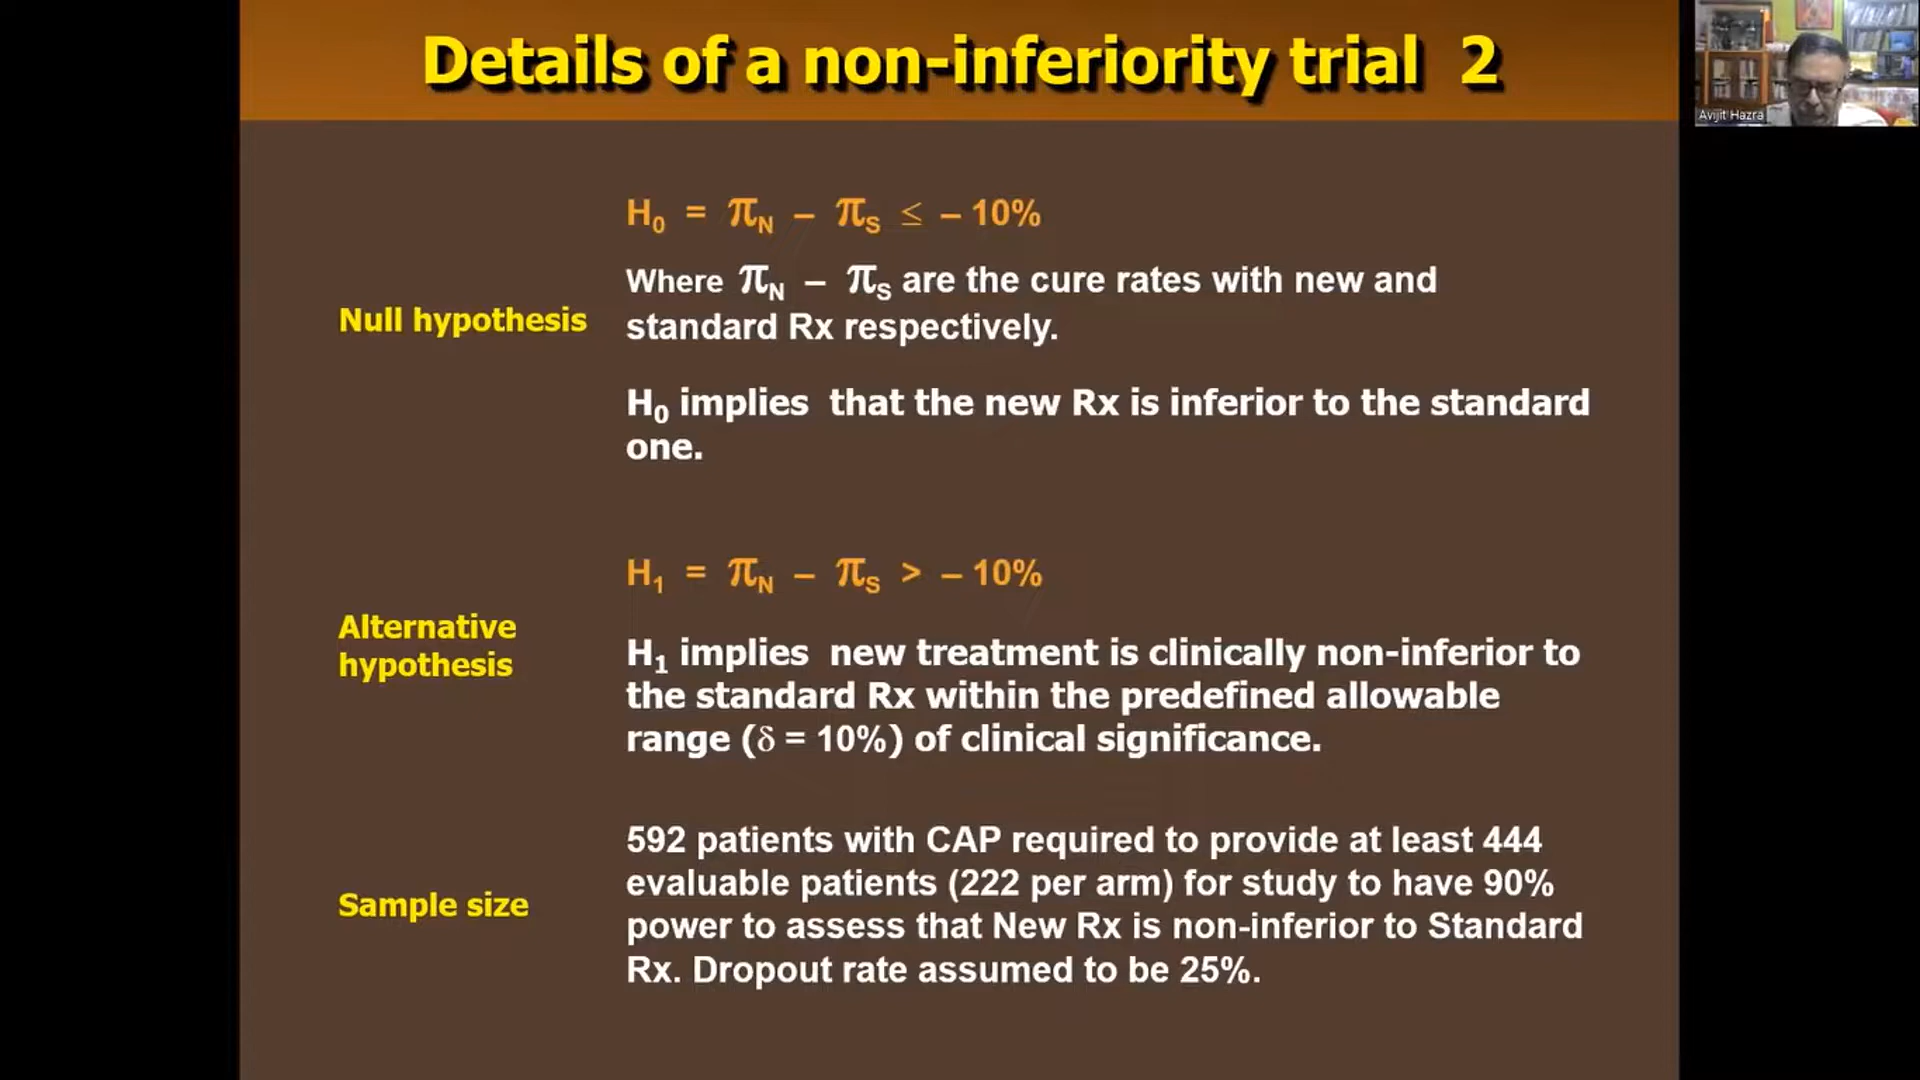 Details of a non-inferiority trial 2
Avijit Hazra
H₀ = πN – πS ≤ – 10%
Where πN – πS are the cure rates with new and
standard Rx respectively.
Null hypothesis
H₀ implies that the new Rx is inferior to the standard
one.
H₁ = πN – πS > – 10%
Alternative
hypothesis
H₁ implies new treatment is clinically non-inferior to
the standard Rx within the predefined allowable
range (δ = 10%) of clinical significance.
Sample size
592 patients with CAP required to provide at least 444
evaluable patients (222 per arm) for study to have 90%
power to assess that New Rx is non-inferior to Standard
Rx. Dropout rate assumed to be 25%.